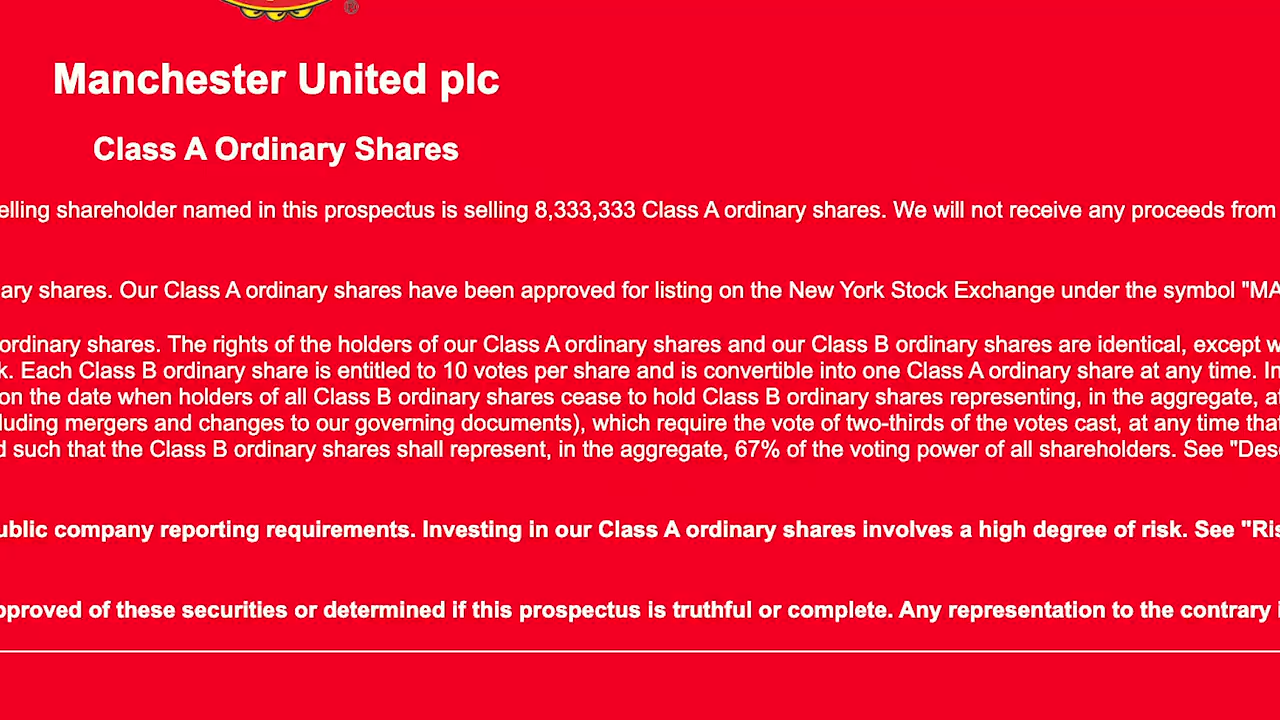 ®
Manchester United plc
Class A Ordinary Shares
elling shareholder named in this prospectus is selling 8,333,333 Class A ordinary shares. We will not receive any proceeds from
ary shares. Our Class A ordinary shares have been approved for listing on the New York Stock Exchange under the symbol "MA
ordinary shares. The rights of the holders of our Class A ordinary shares and our Class B ordinary shares are identical, except w
k. Each Class B ordinary share is entitled to 10 votes per share and is convertible into one Class A ordinary share at any time. In
on the date when holders of all Class B ordinary shares cease to hold Class B ordinary shares representing, in the aggregate, at
luding mergers and changes to our governing documents), which require the vote of two-thirds of the votes cast, at any time that
d such that the Class B ordinary shares shall represent, in the aggregate, 67% of the voting power of all shareholders. See "Des
ublic company reporting requirements. Investing in our Class A ordinary shares involves a high degree of risk. See "Ris
pproved of these securities or determined if this prospectus is truthful or complete. Any representation to the contrary i